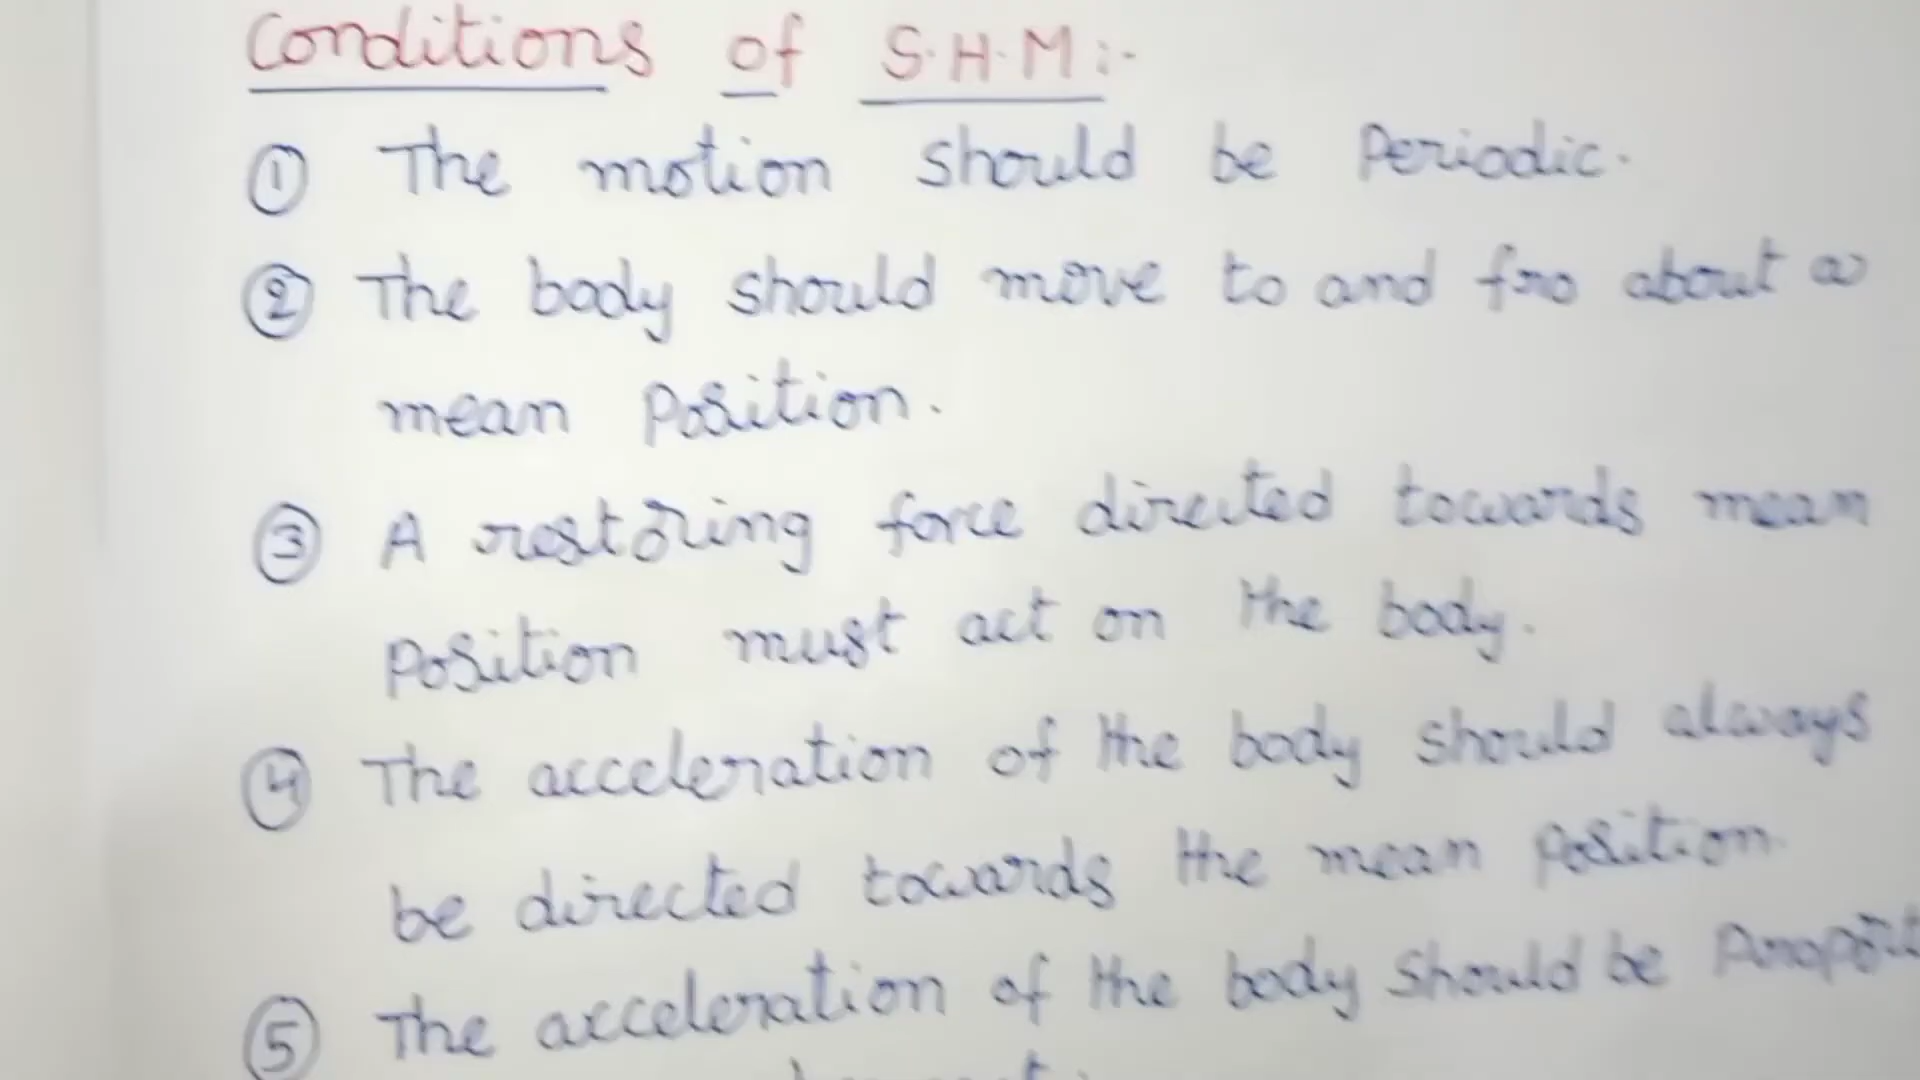 Conditions of S.H.M:-
① The motion should be Periodic.
② The body should move to and fro about a
mean Position.
③ A restoring force directed towards mean
Position must act on the body.
④ The acceleration of the body should always
be directed towards the mean Position.
⑤ The acceleration of the body should be